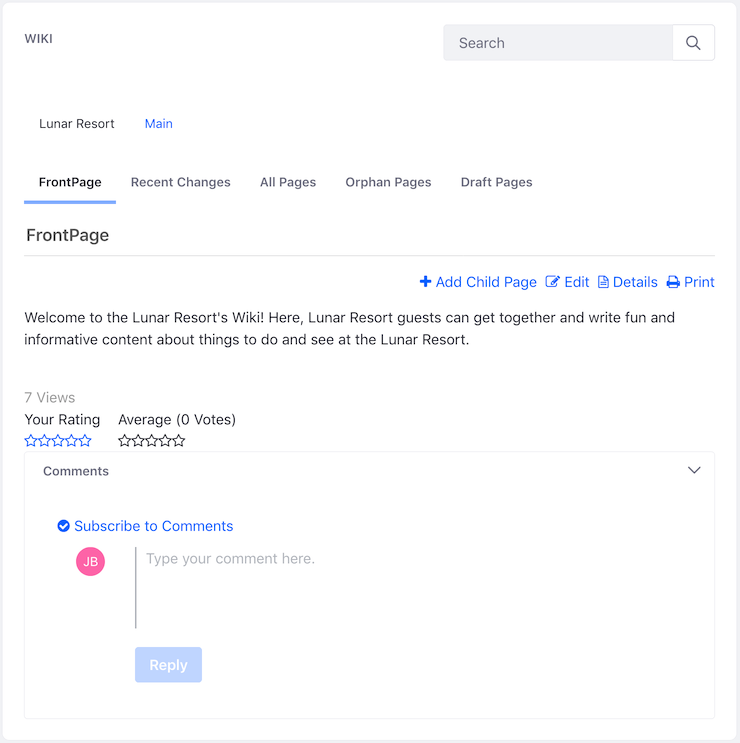 WIKI
Search
Lunar Resort Main
FrontPage Recent Changes All Pages Orphan Pages Draft Pages
FrontPage
Add Child Page Edit Details Print
Welcome to the Lunar Resort's Wiki! Here, Lunar Resort guests can get together and write fun and
informative content about things to do and see at the Lunar Resort.
7 Views
Your Rating Average (0 Votes)
Comments
Subscribe to Comments
JB
Type your comment here.
Reply